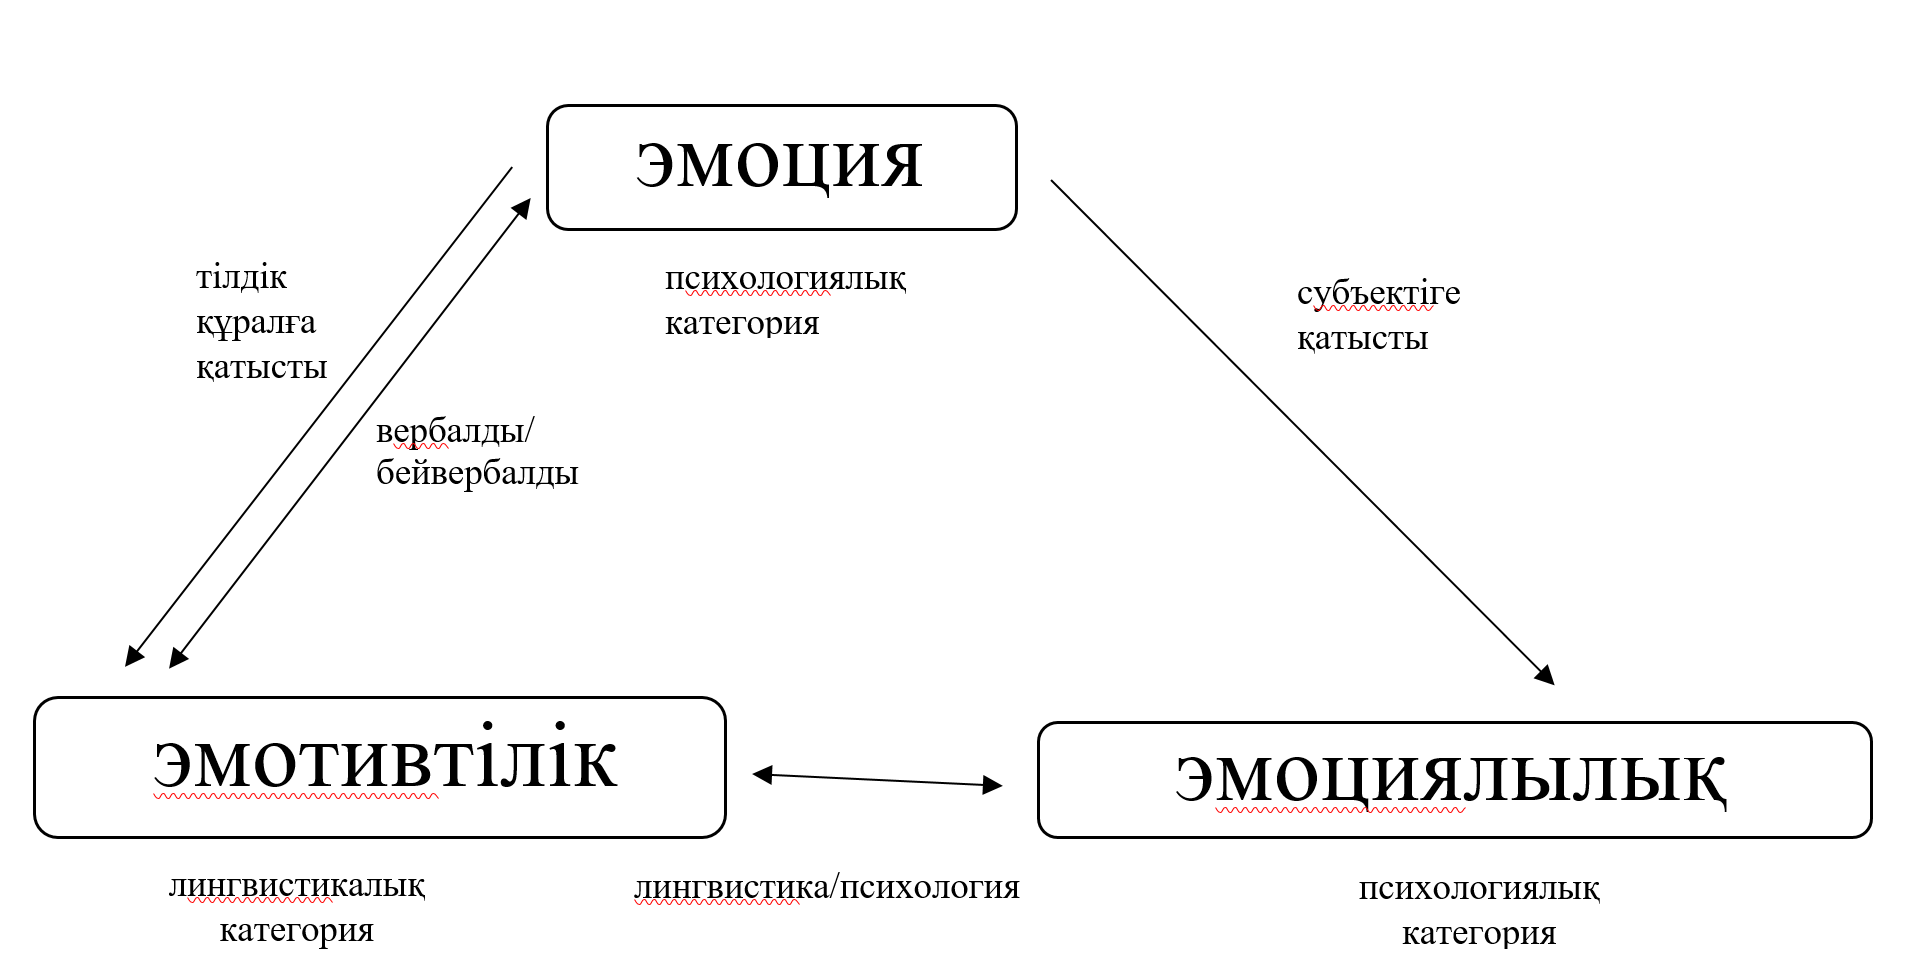 эмоция
психологиялық
категория
тілдік
құралға
қатысты
субъектіге
қатысты
вербалды/
бейвербалды
эмотивтілік
эмоциялылық
лингвистикалық
категория
лингвистика/психология
психологиялық
категория